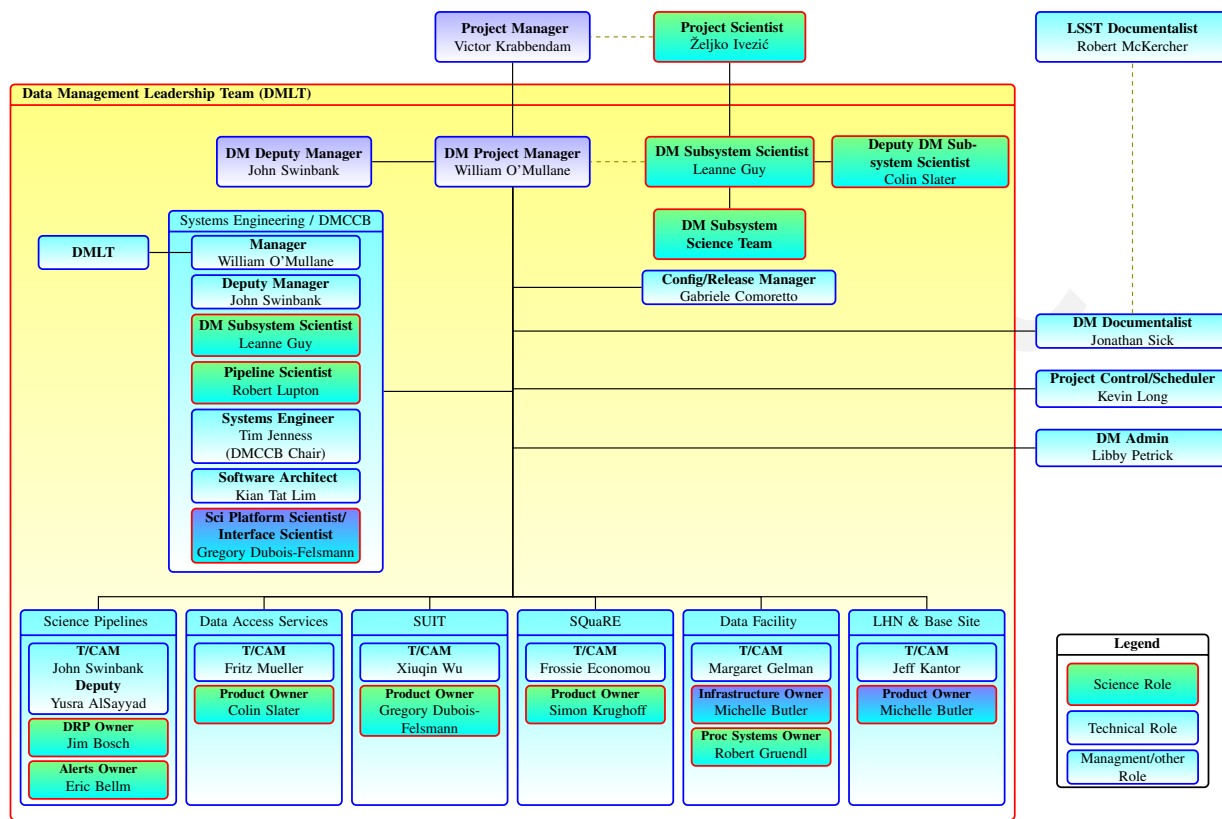 Project Manager
Victor Krabbendam
Project Scientist
Željko Ivezić
LSST Documentalist
Robert McKercher
Data Management Leadership Team (DMLT)
DM Deputy Manager
John Swinbank
DM Project Manager
William O’Mullane
DM Subsystem Scientist
Leanne Guy
Deputy DM Sub-
system Scientist
Colin Slater
DM Subsystem
Science Team
DMLT
Systems Engineering / DMCCB
Manager
William O’Mullane
Deputy Manager
John Swinbank
DM Subsystem Scientist
Leanne Guy
Pipeline Scientist
Robert Lupton
Systems Engineer
Tim Jenness
(DMCCB Chair)
Software Architect
Kian Tat Lim
Sci Platform Scientist/
Interface Scientist
Gregory Dubois-Felsmann
Config/Release Manager
Gabriele Comoretto
DM Documentalist
Jonathan Sick
Project Control/Scheduler
Kevin Long
DM Admin
Libby Petrick
Science Pipelines
T/CAM
John Swinbank
Deputy
Yusra AlSayyad
DRP Owner
Jim Bosch
Alerts Owner
Eric Bellm
Data Access Services
T/CAM
Fritz Mueller
Product Owner
Colin Slater
SUIT
T/CAM
Xiuqin Wu
Product Owner
Gregory Dubois-
Felsmann
SQuaRE
T/CAM
Frossie Economou
Product Owner
Simon Krughoff
Data Facility
T/CAM
Margaret Gelman
Infrastructure Owner
Michelle Butler
Proc Systems Owner
Robert Gruendl
LHN & Base Site
T/CAM
Jeff Kantor
Product Owner
Michelle Butler
Legend
Science Role
Technical Role
Managment/other
Role